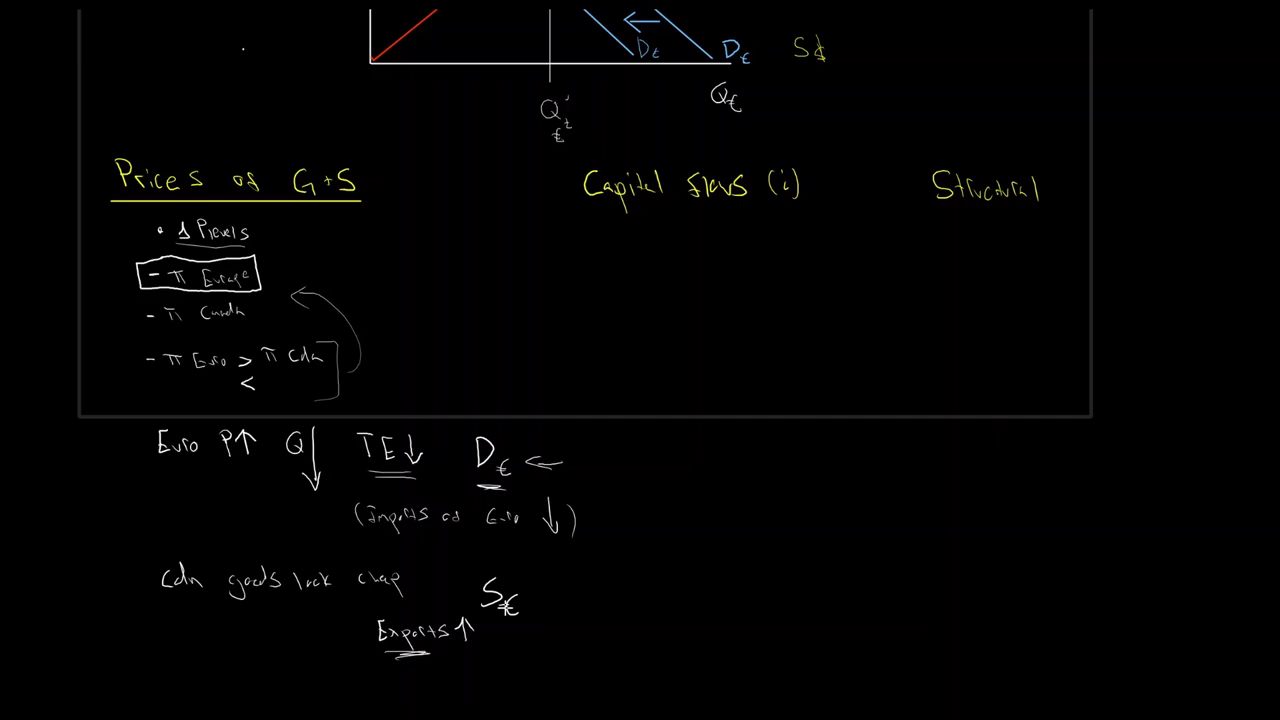 D€ D€ S$
Q'€
Q€
Prices of G+S Capital flows (i) Structural
• Δ P levels
- π Europe
- π Canada
- π Euro > π Cdn
<
Euro P↑ Q↓ TE↓ D€ ←
(Imports of Euro ↓)
Cdn goods look cheap S€
Exports ↑